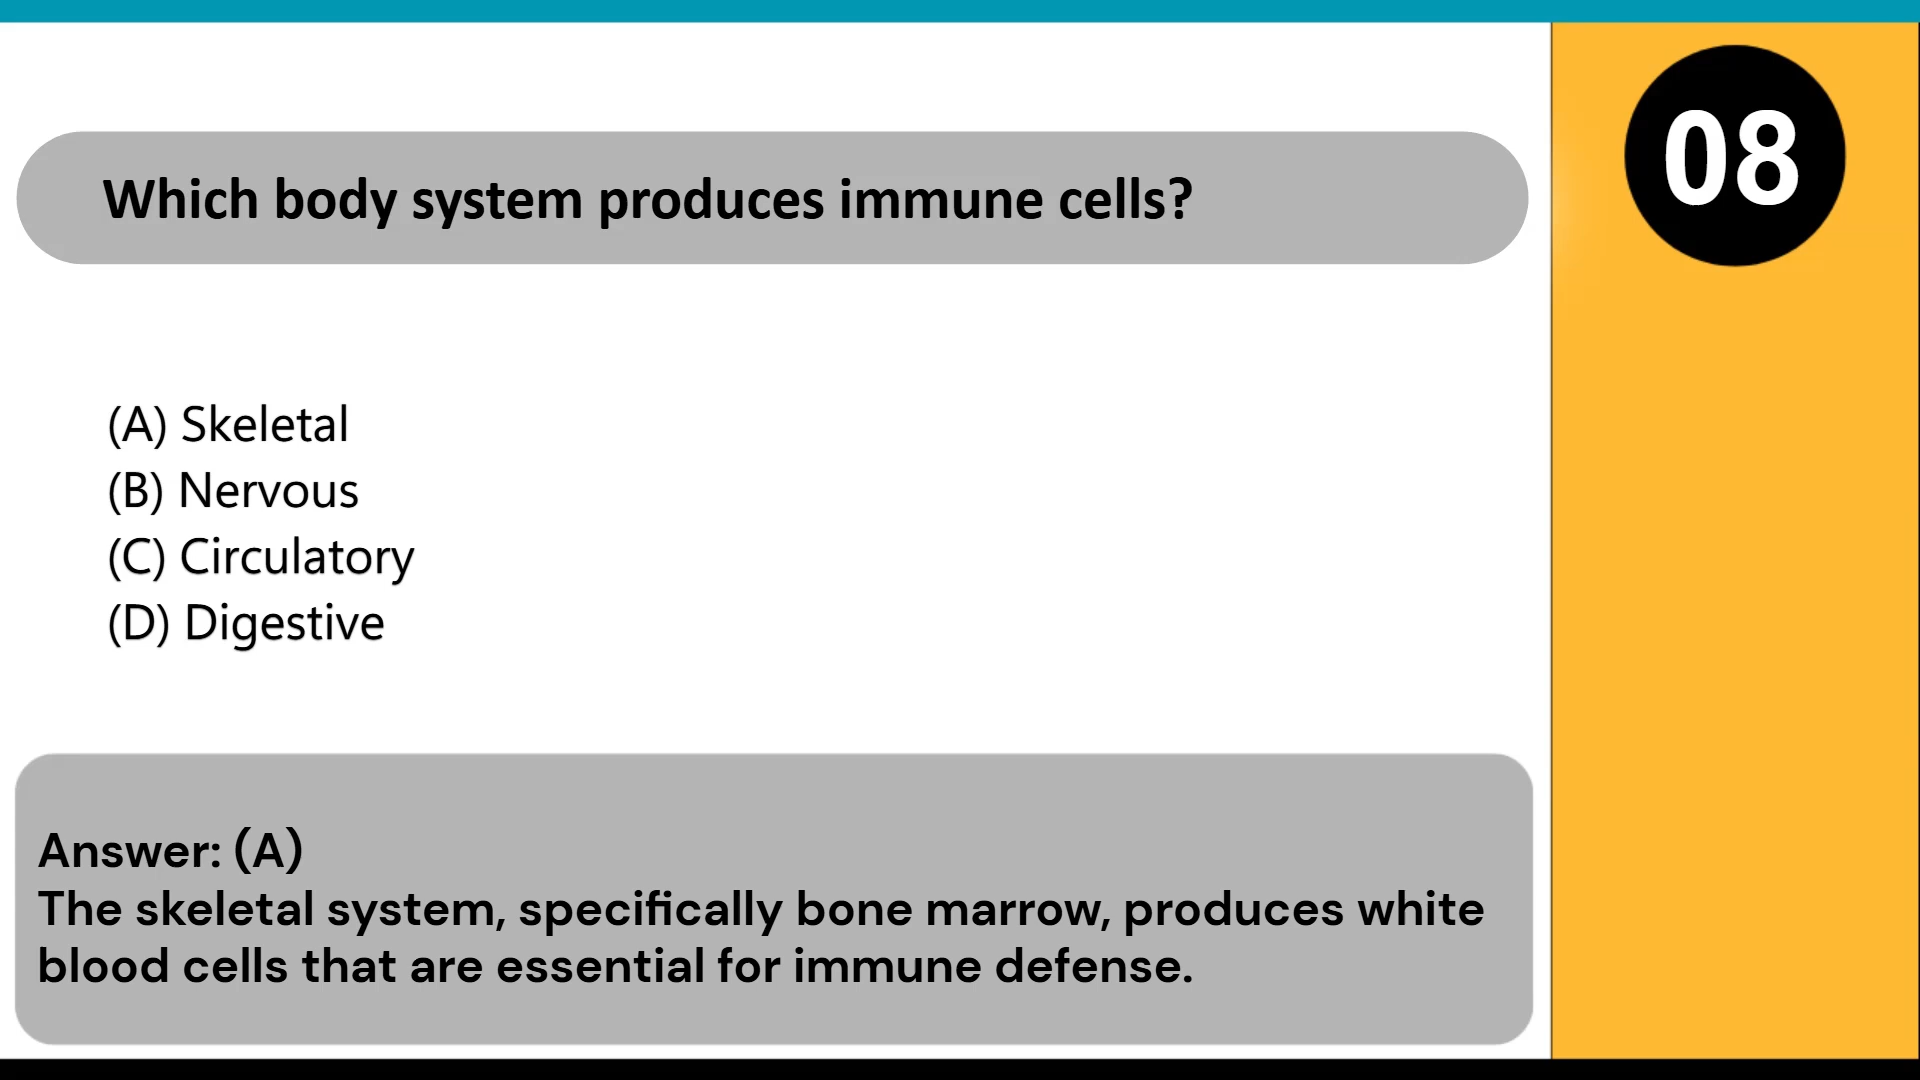 08
Which body system produces immune cells?
(A) Skeletal
(B) Nervous
(C) Circulatory
(D) Digestive
Answer: (A)
The skeletal system, specifically bone marrow, produces white
blood cells that are essential for immune defense.